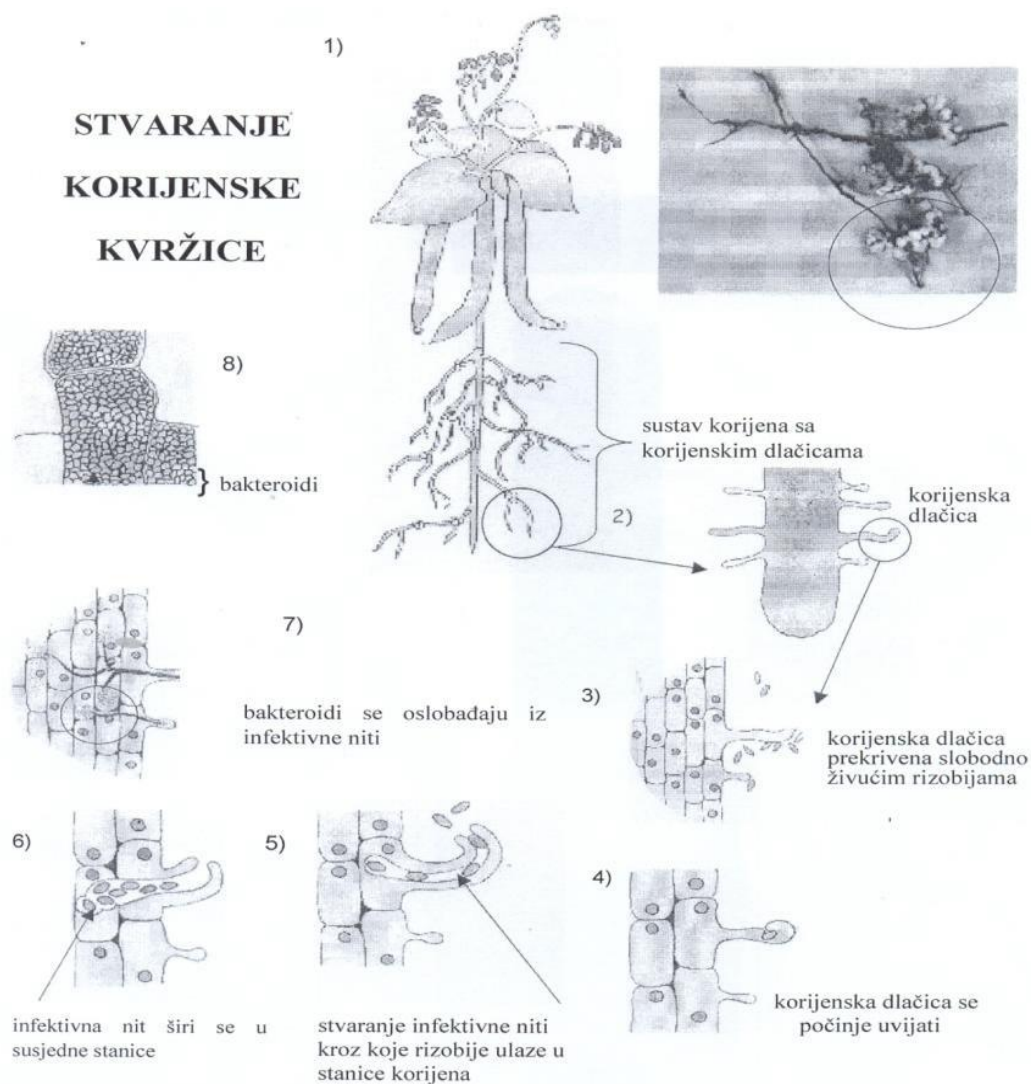 1)
STVARANJE
KORIJENSKE
KVRŽICE
8)
bakteroidi
sustav korijena sa
korijenskim dlačicama
2)
korijenska
dlačica
7)
bakteroidi se oslobađaju iz
infektivne niti
3)
korijenska dlačica
prekrivena slobodno
živućim rizobijama
6)
infektivna nit širi se u
susjedne stanice
5)
stvaranje infektivne niti
kroz koje rizobije ulaze u
stanice korijena
4)
korijenska dlačica se
počinje uvijati